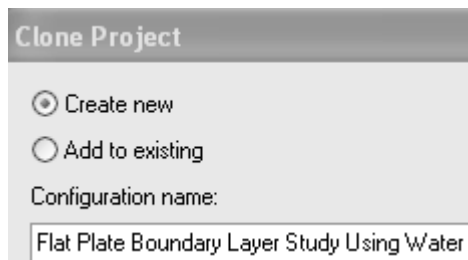 Clone Project
Create new
Add to existing
Configuration name:
Flat Plate Boundary Layer Study Using Water